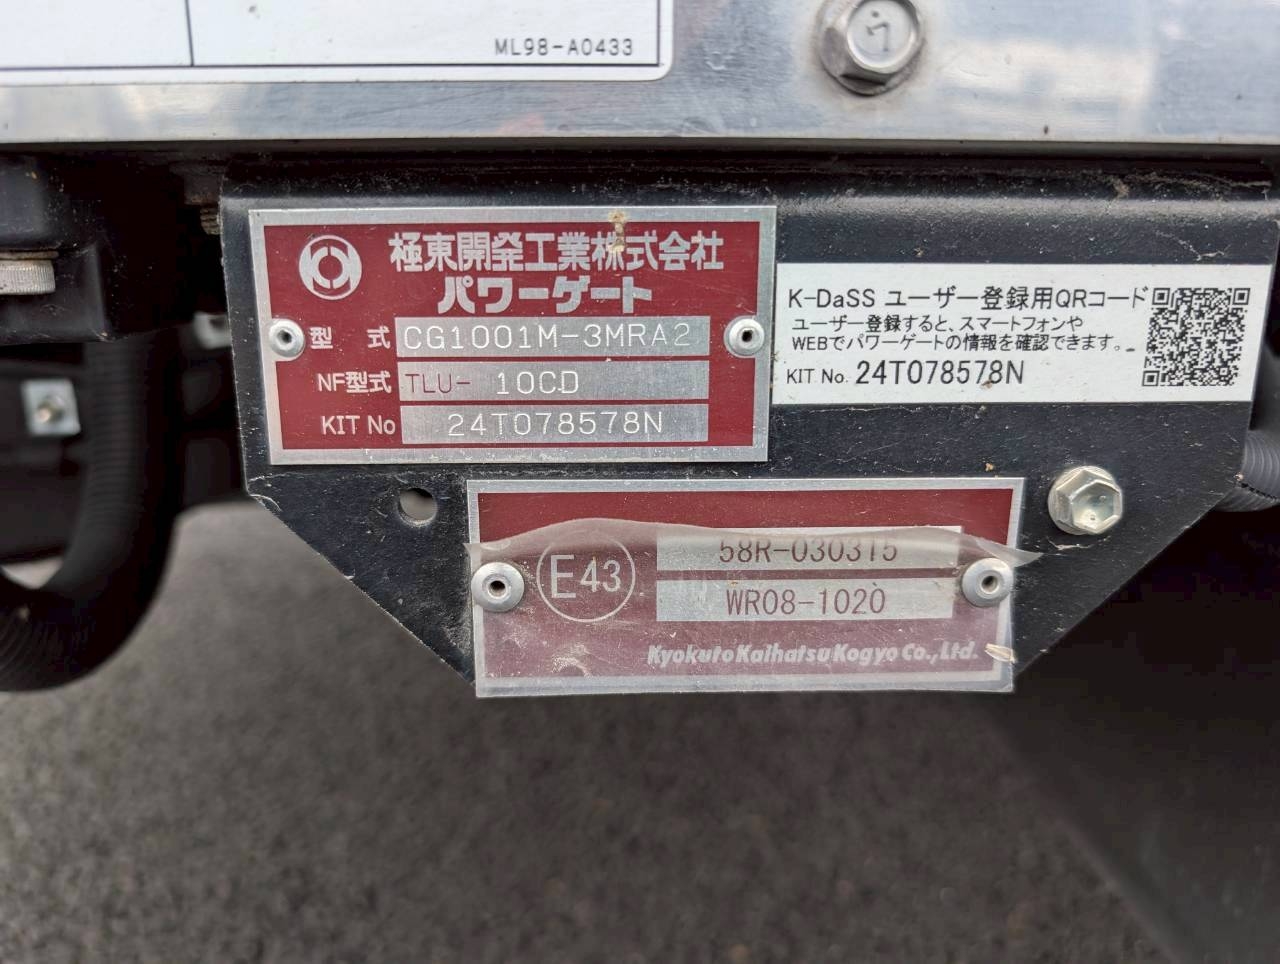 ML98-A0433
ワ
極東開発工業株式会社
パワーゲート
型 式 CG1001M-3MRA2
NF型式 TLU- 10CD
KIT No 24T078578N
K-DaSS ユーザー登録用QRコード
ユーザー登録すると、スマートフォンや
WEBでパワーゲートの情報を確認できます。
KIT No. 24T078578N
E43
58R-030315
WR08-1020
Kyokuto Kaihatsu Kogyo Co., Ltd.